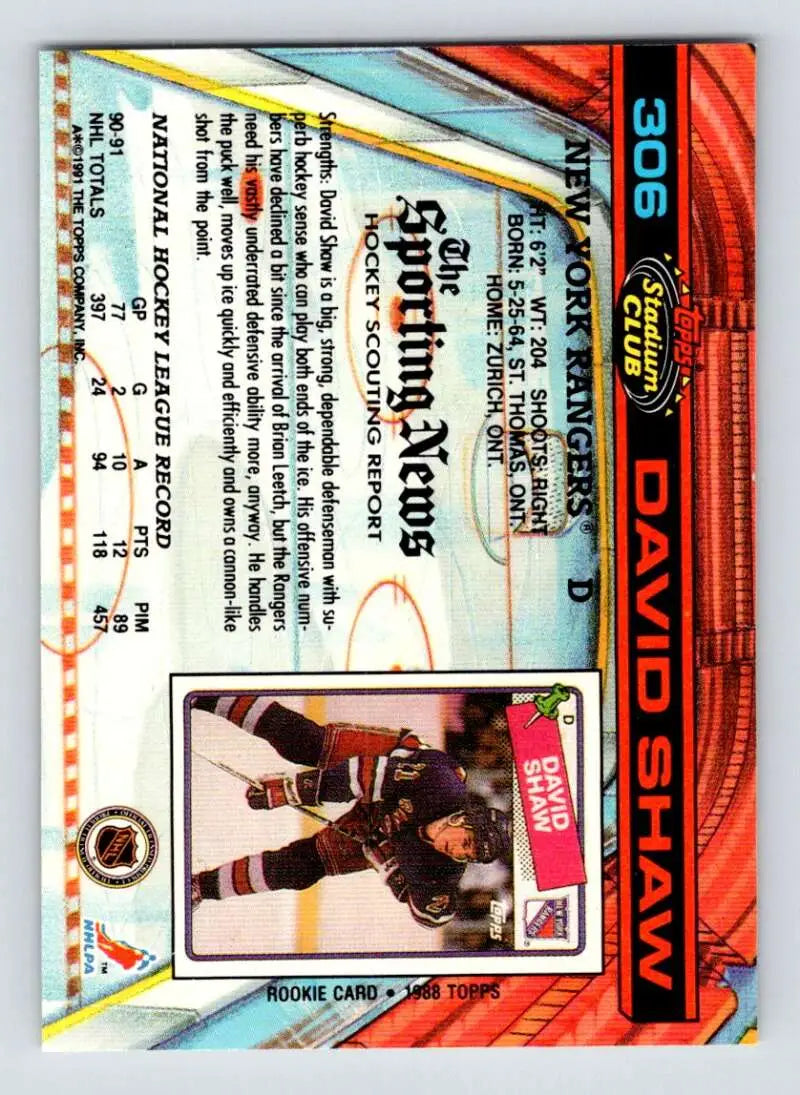 306
Topps
Stadium
CLUB
DAVID SHAW
NEW YORK RANGERS® D
HT: 6'2" WT: 204 SHOOTS: RIGHT
BORN: 5-25-64, ST. THOMAS, ONT.
HOME: ZURICH, ONT.
The
Sporting News
HOCKEY SCOUTING REPORT
Strengths: David Shaw is a big, strong, dependable defenseman with su-
perb hockey sense who can play both ends of the ice. His offensive num-
bers have declined a bit since the arrival of Brian Leetch, but the Rangers
need his vastly underrated defensive ability more, anyway. He handles
the puck well, moves up ice quickly and efficiently and owns a cannon-like
shot from the point.
NATIONAL HOCKEY LEAGUE RECORD
GP G A PTS PIM
90-91 77 2 10 12 89
NHL TOTALS 397 24 94 118 457
A*©1991 THE TOPPS COMPANY, INC.
D
DAVID
SHAW
NEW YORK
RANGERS
®
topps
ROOKIE CARD • 1988 TOPPS
NHL
NHLPA
™